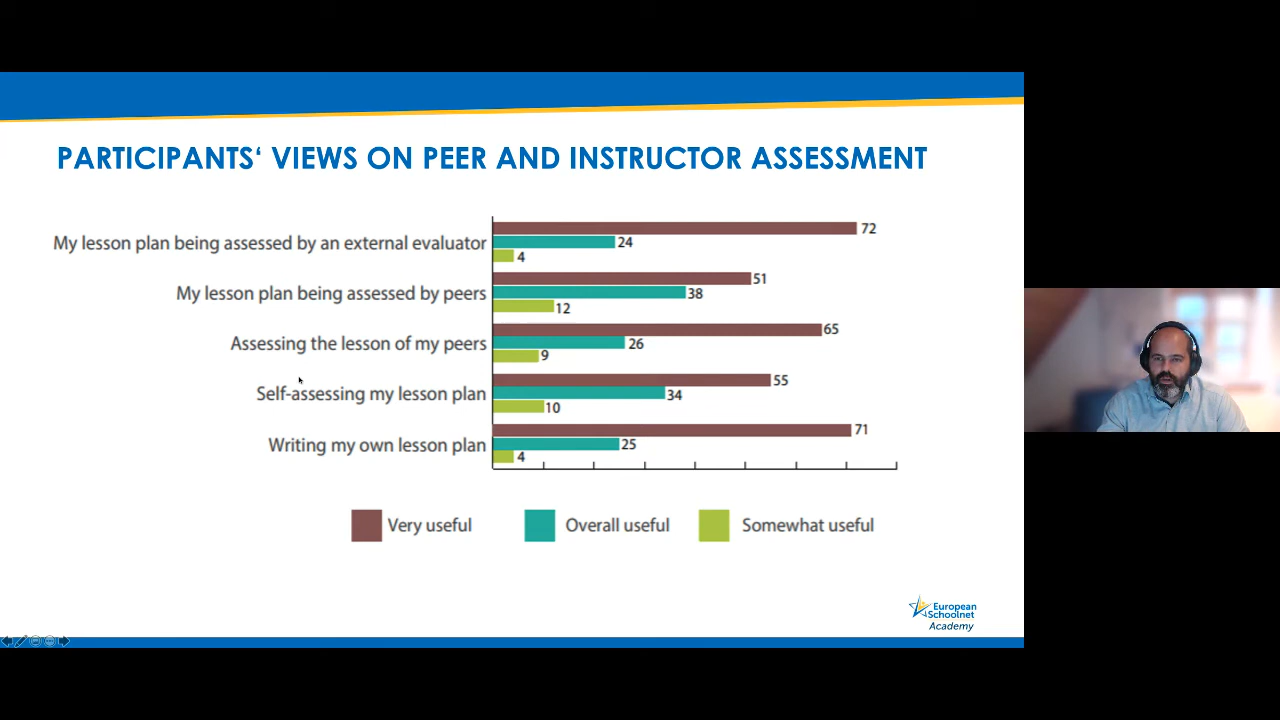 PARTICIPANTS‘ VIEWS ON PEER AND INSTRUCTOR ASSESSMENT
72
My lesson plan being assessed by an external evaluator
24
4
51
My lesson plan being assessed by peers
38
12
65
Assessing the lesson of my peers
26
9
55
Self-assessing my lesson plan
34
10
71
Writing my own lesson plan
25
4
Very useful
Overall useful
Somewhat useful
European
Schoolnet
Academy